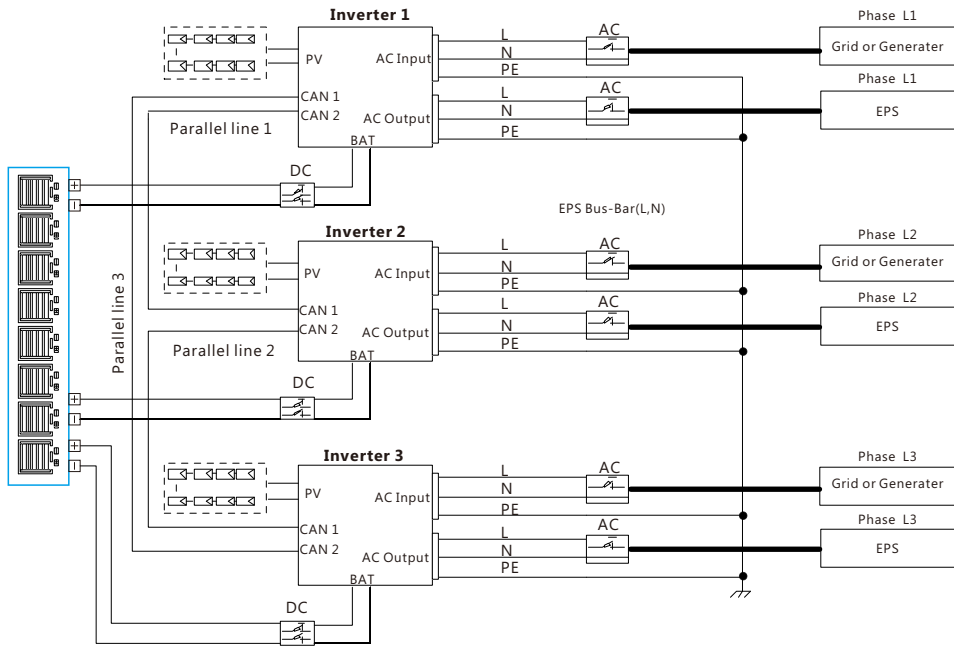 Inverter 1
PV
CAN 1
CAN 2
AC Input
AC Output
BAT
L
N
PE
L
N
PE
AC
AC
Phase L1
Grid or Generater
Phase L1
EPS
Parallel line 1
DC
+
-
EPS Bus-Bar(L,N)
Inverter 2
PV
CAN 1
CAN 2
AC Input
AC Output
BAT
L
N
PE
L
N
PE
AC
AC
Phase L2
Grid or Generater
Phase L2
EPS
Parallel line 3
Parallel line 2
DC
+
-
+
-
Inverter 3
PV
CAN 1
CAN 2
AC Input
AC Output
BAT
L
N
PE
L
N
PE
AC
AC
Phase L3
Grid or Generater
Phase L3
EPS
DC